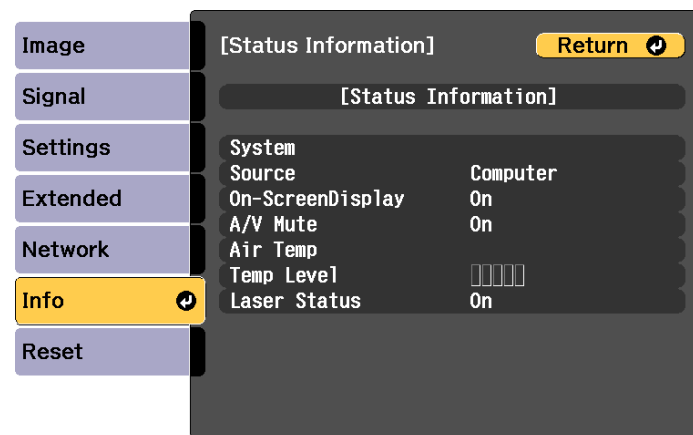 Image
Signal
Settings
Extended
Network
Info
Reset
[Status Information]
Return
[Status Information]
System
Source Computer
On-ScreenDisplay On
A/V Mute On
Air Temp
Temp Level
Laser Status On